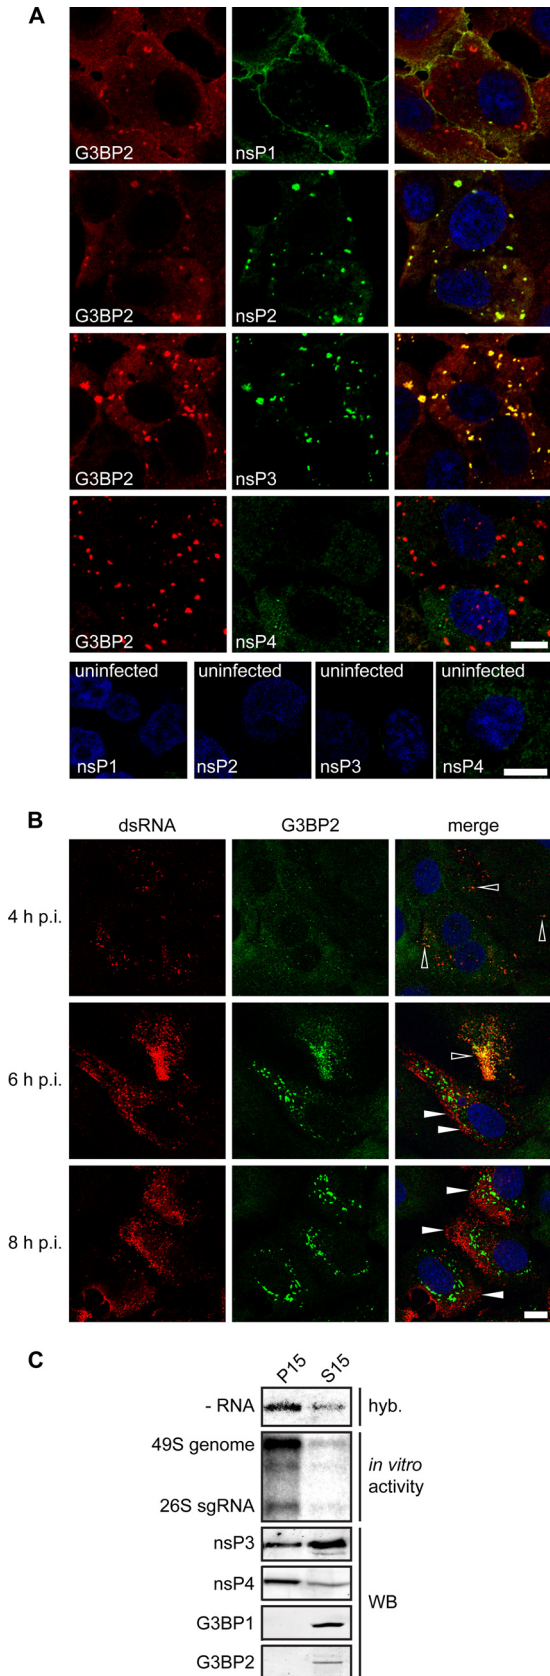 A
G3BP2 nsP1
G3BP2 nsP2
G3BP2 nsP3
G3BP2 nsP4
uninfected uninfected uninfected uninfected
nsP1 nsP2 nsP3 nsP4
B
dsRNA G3BP2 merge
4 h p.i.
6 h p.i.
8 h p.i.
C
P15 S15
- RNA hyb.
49S genome
in vitro
activity
26S sgRNA
nsP3
nsP4
WB
G3BP1
G3BP2